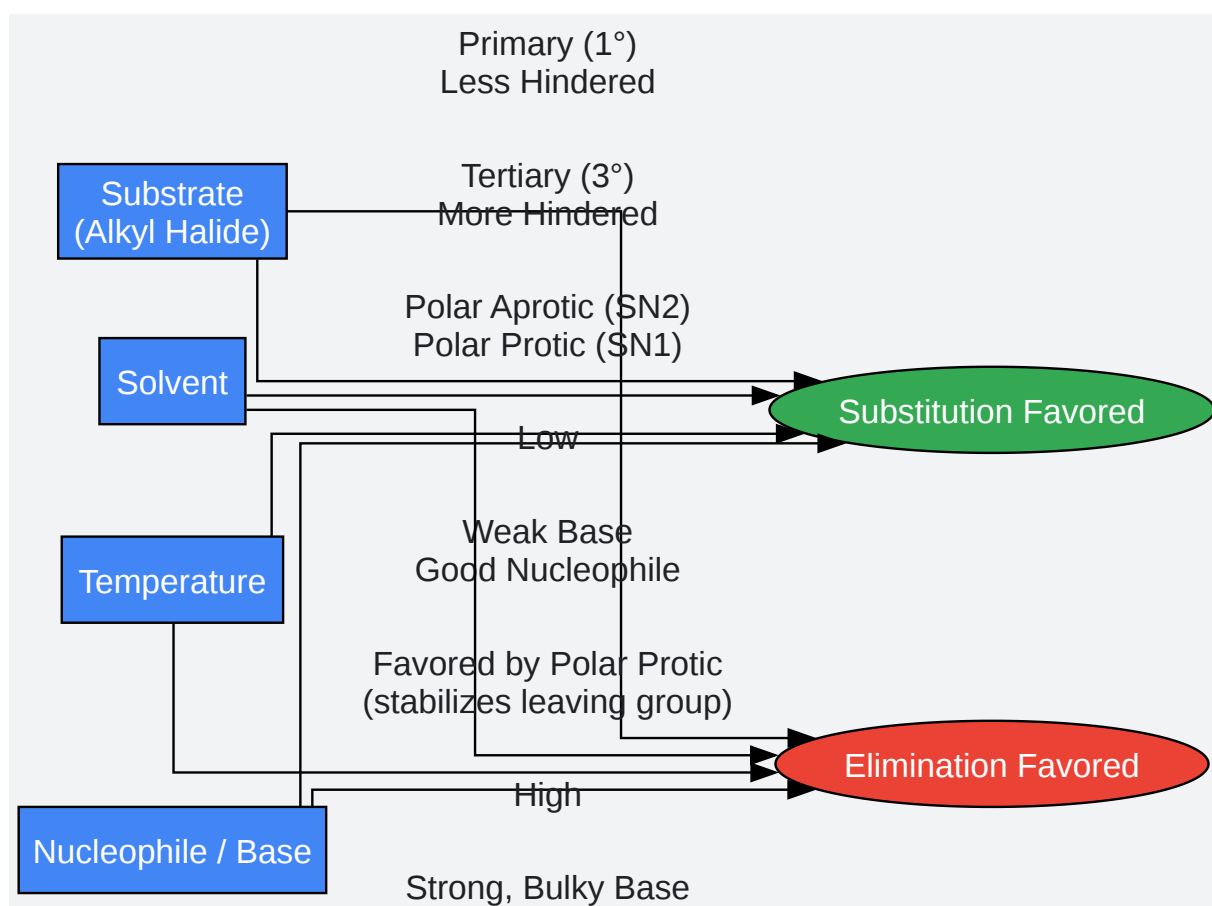 Primary (1°)
Less Hindered
Tertiary (3°)
More Hindered
Substrate
(Alkyl Halide)
Polar Aprotic (SN2)
Polar Protic (SN1)
Solvent
Substitution Favored
Low
Weak Base
Good Nucleophile
Temperature
Favored by Polar Protic
(stabilizes leaving group)
Elimination Favored
High
Nucleophile / Base
Strong, Bulky Base